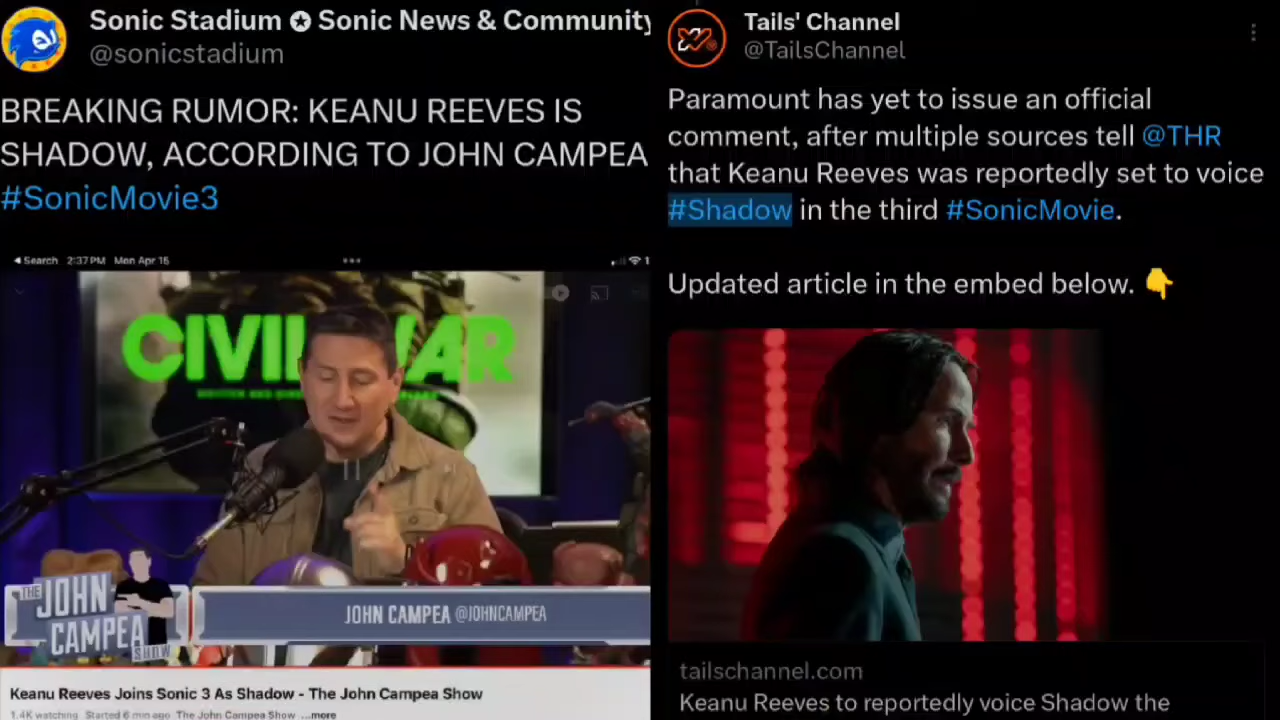 Sonic Stadium ✪ Sonic News & Community
@sonicstadium
BREAKING RUMOR: KEANU REEVES IS
SHADOW, ACCORDING TO JOHN CAMPEA
#SonicMovie3
Search 2:37 PM Mon Apr 15
CIVIL WAR
THE
JOHN
CAMPEA
SHOW
JOHN CAMPEA @JOHNCAMPEA
Keanu Reeves Joins Sonic 3 As Shadow - The John Campea Show
1.4K watching Started 6 min ago The John Campea Show ...more
Tails' Channel
@TailsChannel
Paramount has yet to issue an official
comment, after multiple sources tell @THR
that Keanu Reeves was reportedly set to voice
#Shadow in the third #SonicMovie.
Updated article in the embed below. 👇
tailschannel.com
Keanu Reeves to reportedly voice Shadow the